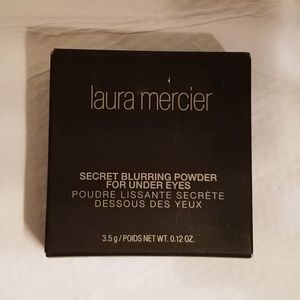 laura mercier
SECRET BLURRING POWDER
FOR UNDER EYES
POUDRE LISSANTE SECRÈTE
DESSOUS DES YEUX
3.5 g / POIDS NET WT. 0.12 OZ.